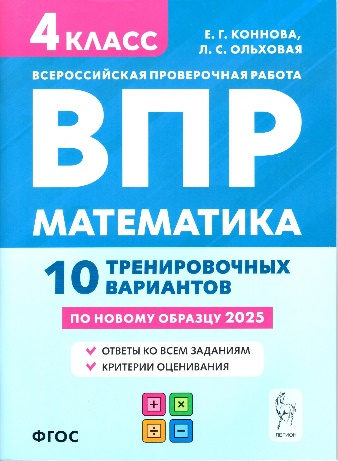 4 КЛАСС
Е. Г. КОННОВА,
Л. С. ОЛЬХОВАЯ
ВСЕРОССИЙСКАЯ ПРОВЕРОЧНАЯ РАБОТА
ВПР
МАТЕМАТИКА
10 ТРЕНИРОВОЧНЫХ
ВАРИАНТОВ
ПО НОВОМУ ОБРАЗЦУ 2025
ОТВЕТЫ КО ВСЕМ ЗАДАНИЯМ
КРИТЕРИИ ОЦЕНИВАНИЯ
+ ×
÷ −
ФГОС
ЛЕГИОН